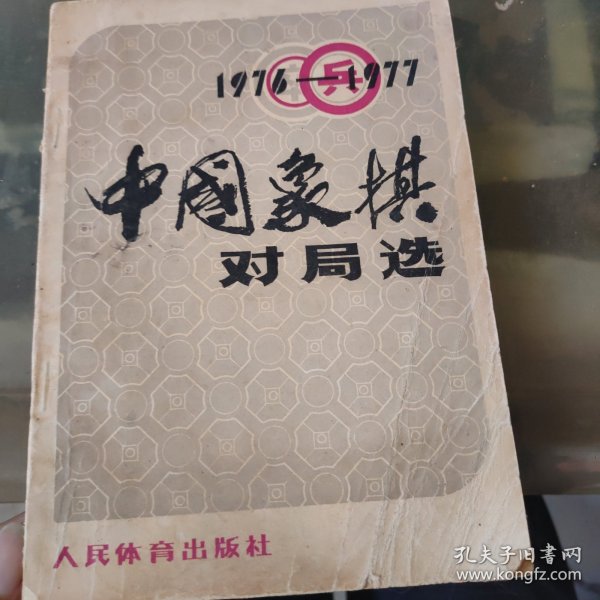 1976—1977
兵
中國象棋
对局选
人民体育出版社
孔夫子旧书网
www.kongfz.com